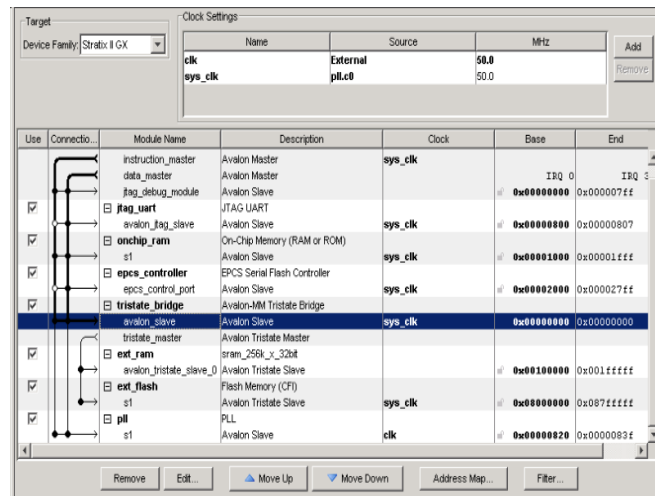 Target
Device Family: Stratix II GX
Clock Settings
Name Source MHz
clk External 50.0
sys_clk pll.c0 50.0
Add
Remove
Use Connectio... Module Name Description Clock Base End
instruction_master Avalon Master sys_clk
data_master Avalon Master IRQ 0 IRQ 3
jtag_debug_module Avalon Slave 0x00000000 0x000007ff
jtag_uart JTAG UART
avalon_jtag_slave Avalon Slave sys_clk 0x00000800 0x00000807
onchip_ram On-Chip Memory (RAM or ROM)
s1 Avalon Slave sys_clk 0x00001000 0x00001fff
epcs_controller EPCS Serial Flash Controller
epcs_control_port Avalon Slave sys_clk 0x00002000 0x000027ff
tristate_bridge Avalon-MM Tristate Bridge
avalon_slave Avalon Slave sys_clk 0x00000000 0x00000000
tristate_master Avalon Tristate Master
ext_ram sram_256k_x_32bit
avalon_tristate_slave_0 Avalon Tristate Slave 0x00100000 0x001fffff
ext_flash Flash Memory (CFI)
s1 Avalon Tristate Slave sys_clk 0x08000000 0x087fffff
pll PLL
s1 Avalon Slave clk 0x00000820 0x0000083f
Remove Edit... Move Up Move Down Address Map... Filter...